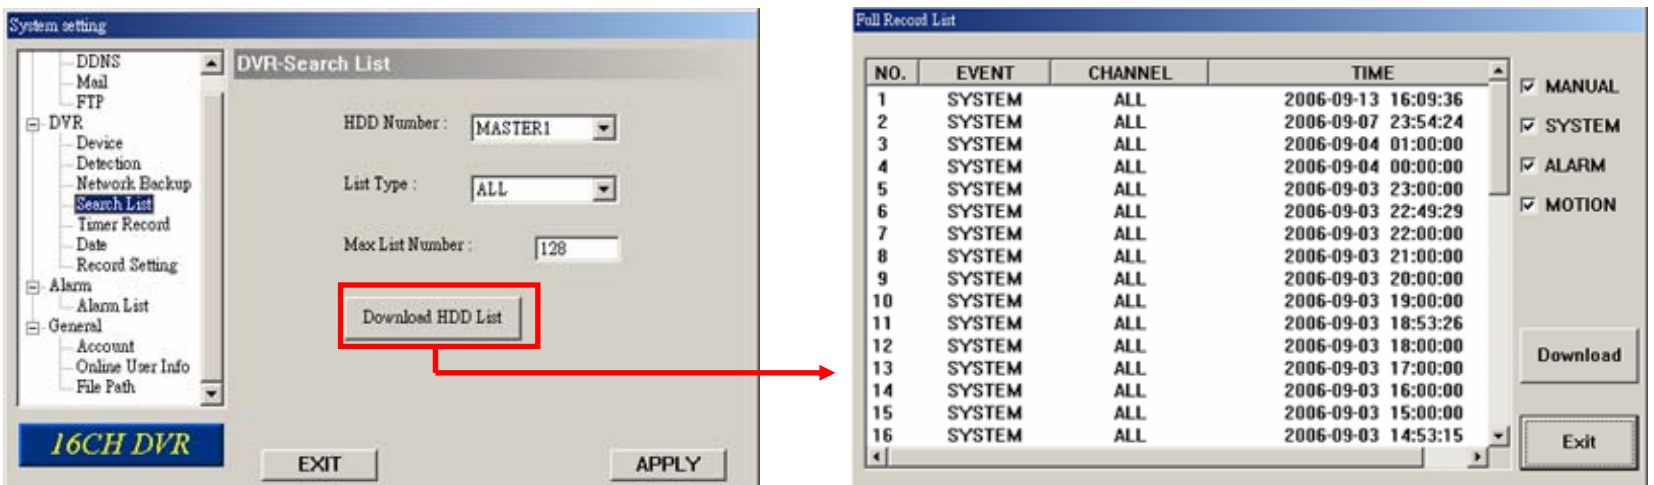 System setting
DDNS
Mail
FTP
DVR
Device
Detection
Network Backup
Search List
Timer Record
Date
Record Setting
Alarm
Alarm List
General
Account
Online User Info
File Path
16CH DVR
DVR-Search List
HDD Number : MASTER1
List Type : ALL
Max List Number : 128
Download HDD List
EXIT APPLY
Full Record List
NO. EVENT CHANNEL TIME
1 SYSTEM ALL 2006-09-13 16:09:36
2 SYSTEM ALL 2006-09-07 23:54:24
3 SYSTEM ALL 2006-09-04 01:00:00
4 SYSTEM ALL 2006-09-04 00:00:00
5 SYSTEM ALL 2006-09-03 23:00:00
6 SYSTEM ALL 2006-09-03 22:49:29
7 SYSTEM ALL 2006-09-03 22:00:00
8 SYSTEM ALL 2006-09-03 21:00:00
9 SYSTEM ALL 2006-09-03 20:00:00
10 SYSTEM ALL 2006-09-03 19:00:00
11 SYSTEM ALL 2006-09-03 18:53:26
12 SYSTEM ALL 2006-09-03 18:00:00
13 SYSTEM ALL 2006-09-03 17:00:00
14 SYSTEM ALL 2006-09-03 16:00:00
15 SYSTEM ALL 2006-09-03 15:00:00
16 SYSTEM ALL 2006-09-03 14:53:15
MANUAL
SYSTEM
ALARM
MOTION
Download
Exit